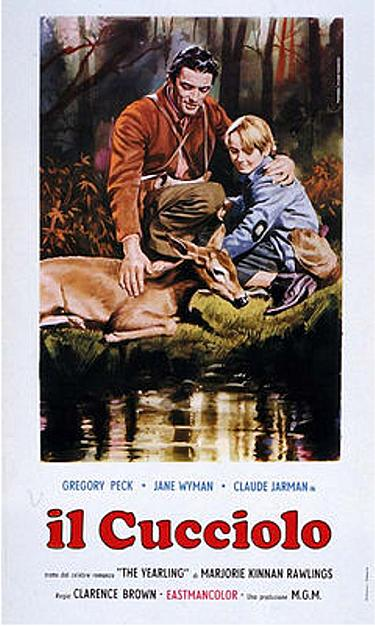 GREGORY PECK • JANE WYMAN • CLAUDE JARMAN in
il Cucciolo
tratto dal celebre romanzo "THE YEARLING" di MARJORIE KINNAN RAWLINGS
Regia CLARENCE BROWN - EASTMANCOLOR - Una produzione M.G.M.